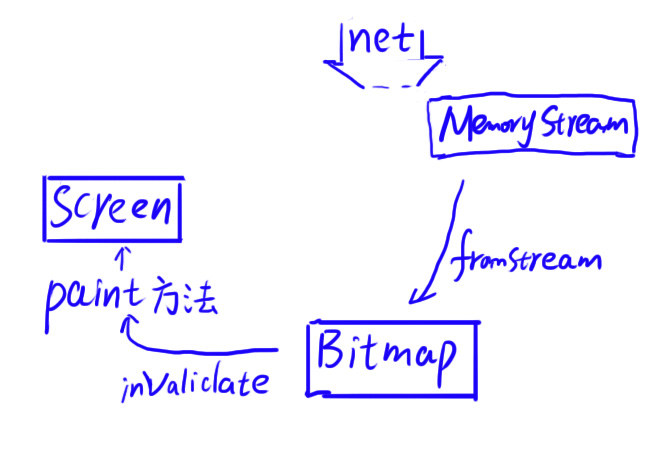 net
MemoryStream
Screen
fromstream
paint方法
Bitmap
inValidate